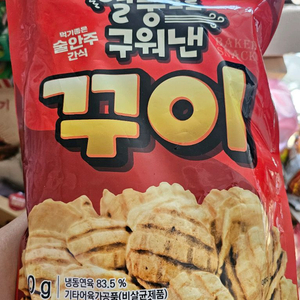 구워낸
먹기좋은
술안주
간식
꾸이
0g
냉동연육 83.5 %
기타어육가공품(비살균제품)